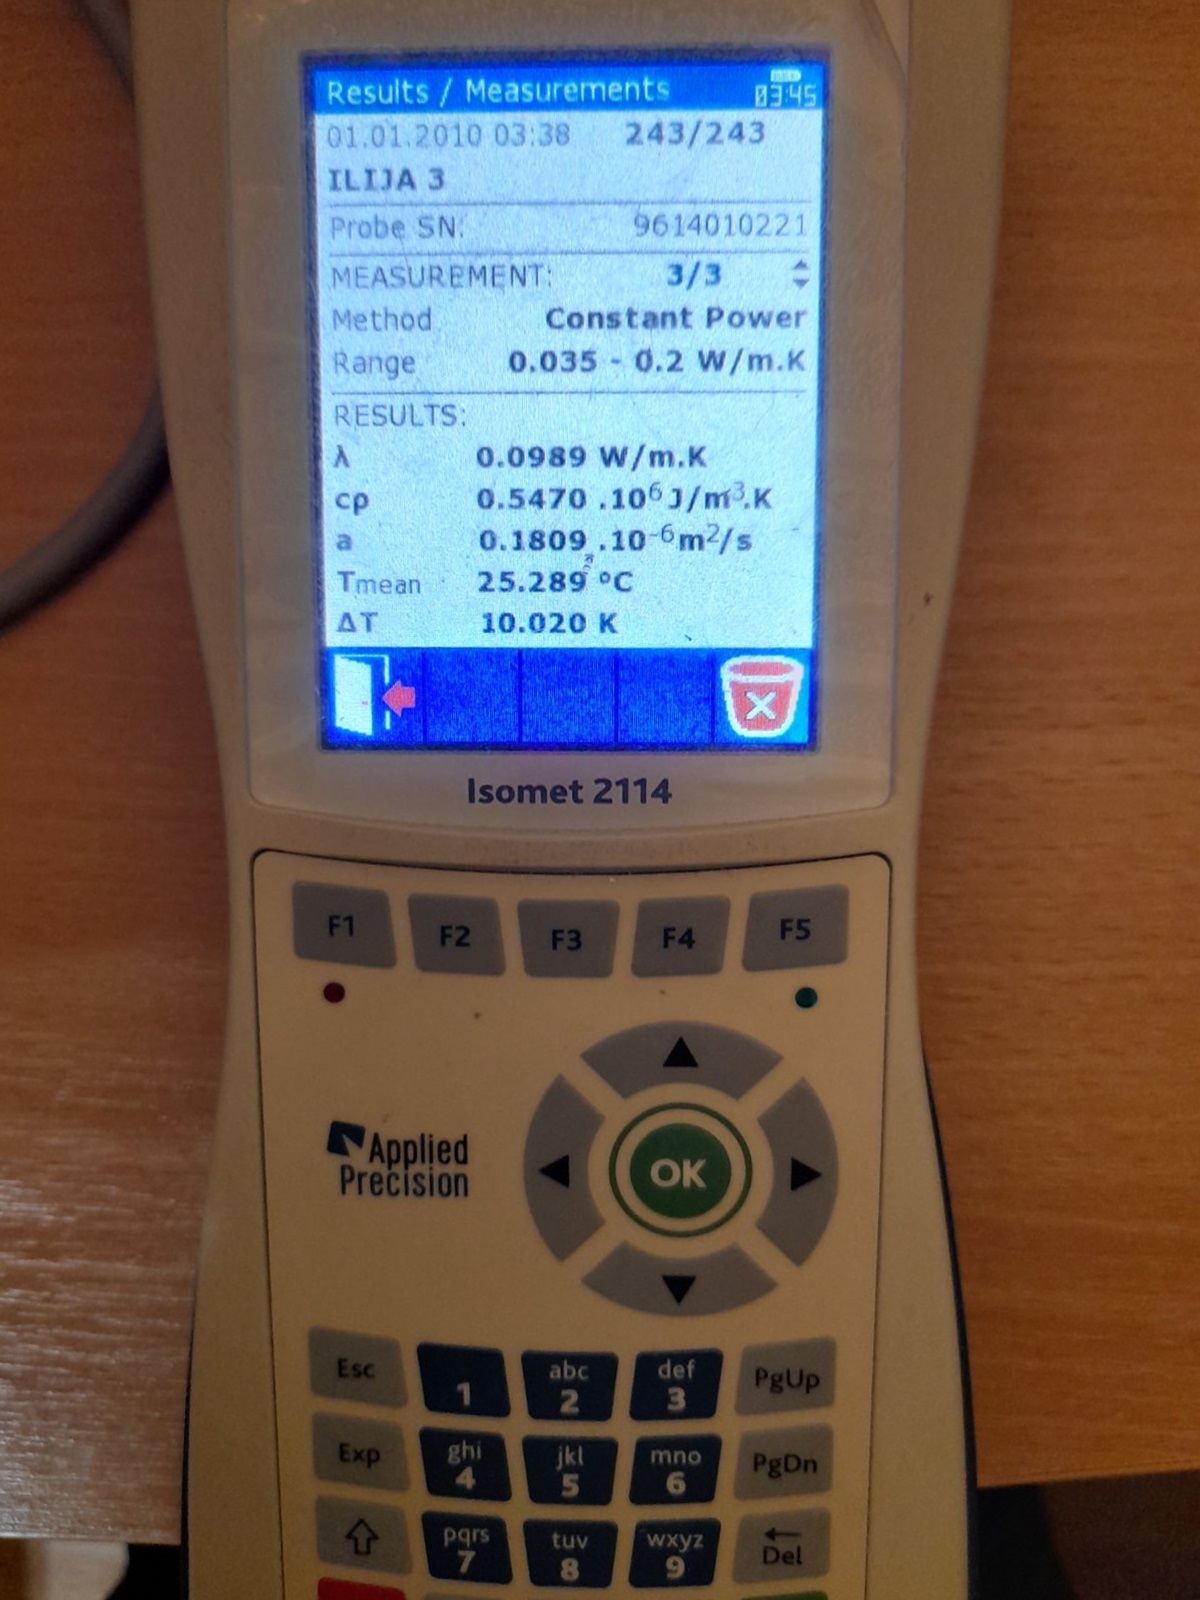 Results / Measurements 03:45
01.01.2010 03:38 243/243
ILIJA 3
Probe SN: 9614010221
MEASUREMENT: 3/3
Method Constant Power
Range 0.035 - 0.2 W/m.K
RESULTS:
λ 0.0989 W/m.K
cρ 0.5470 .10⁶ J/m³.K
a 0.1809 .10⁻⁶m²/s
Tmean 25.289 °C
ΔT 10.020 K
Isomet 2114
F1 F2 F3 F4 F5
Applied
Precision
OK
Esc 1 abc 2 def 3 PgUp
Exp ghi 4 jkl 5 mno 6 PgDn
pqrs 7 tuv 8 wxyz 9 Del